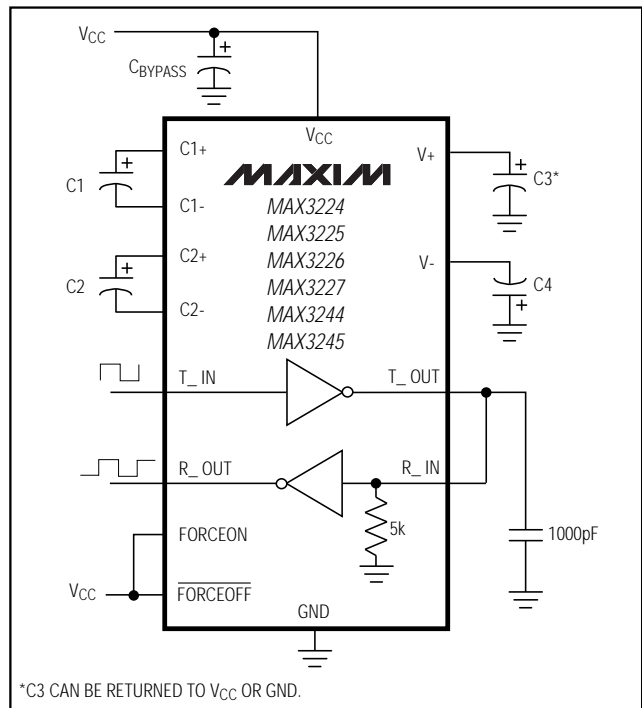 VCC
CBYPASS
VCC
C1+
V+
C1
C3*
C1-
MAXIM
MAX3224
MAX3225
MAX3226
MAX3227
MAX3244
MAX3245
C2+
V-
C2
C4
C2-
T_ IN
T_ OUT
R_ OUT
R_ IN
5k
1000pF
FORCEON
VCC
FORCEOFF
GND
*C3 CAN BE RETURNED TO VCC OR GND.